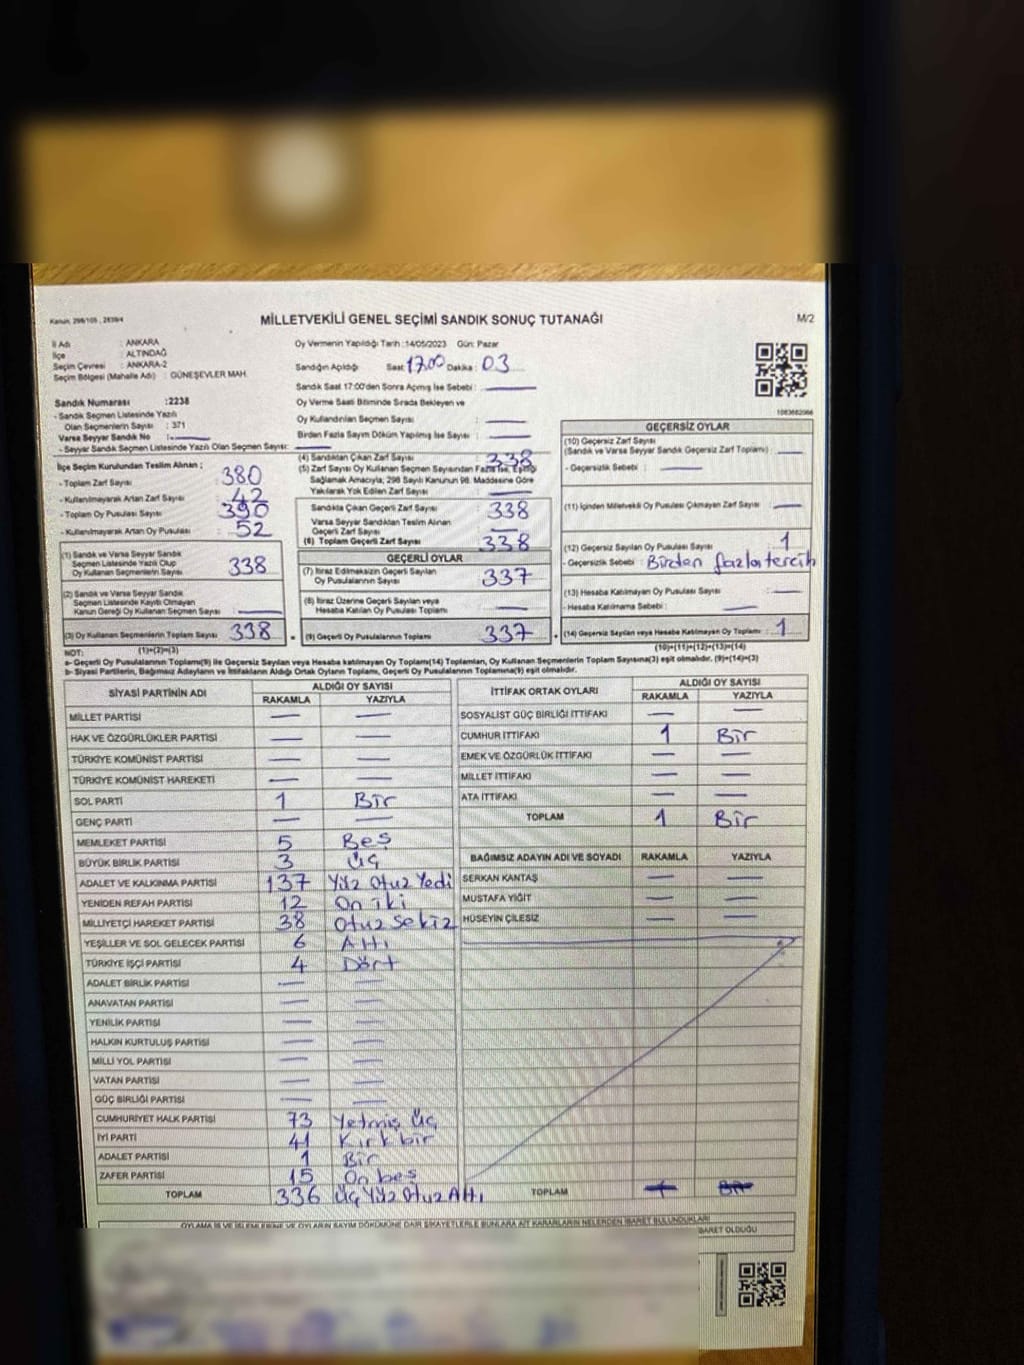 Kanun: 298/105 , 2839/4
MİLLETVEKİLİ GENEL SEÇİMİ SANDIK SONUÇ TUTANAĞI
M/2
İl Adı : ANKARA
İlçe : ALTINDAĞ
Seçim Çevresi : ANKARA-2
Seçim Bölgesi (Mahalle Adı) : GÜNEŞEVLER MAH.
Oy Vermenin Yapıldığı Tarih :14/05/2023 Gün: Pazar
Sandığın Açıldığı Saat : 17.00 Dakika : 03
Sandık Saat 17:00'den Sonra Açılmış İse Sebebi : —
Oy Verme Saati Bitiminde Sırada Bekleyen ve
Oy Kullandırılan Seçmen Sayısı : —
Birden Fazla Sayım Döküm Yapılmış İse Sayısı : —
Sandık Numarası :2238
- Sandık Seçmen Listesinde Yazılı
Olan Seçmenlerin Sayısı : 371
Varsa Seyyar Sandık No : —
- Seyyar Sandık Seçmen Listesinde Yazılı Olan Seçmen Sayısı: —
İlçe Seçim Kurulundan Teslim Alınan ;
- Toplam Zarf Sayısı : 380
- Kullanılmayarak Artan Zarf Sayısı : 42
- Toplam Oy Pusulası Sayısı : 390
- Kullanılmayarak Artan Oy Pusulası : 52
(1) Sandık ve Varsa Seyyar Sandık
Seçmen Listesinde Yazılı Olup
Oy Kullanan Seçmenlerin Sayısı : 338
(2) Sandık ve Varsa Seyyar Sandık
Seçmen Listesinde Kayıtlı Olmayan
Kanun Gereği Oy Kullanan Seçmen Sayısı : —
(3) Oy Kullanan Seçmenlerin Toplam Sayısı : 338
(1)+(2)=(3)
(4) Sandıktan Çıkan Zarf Sayısı : 338
(5) Zarf Sayısı Oy Kullanan Seçmen Sayısından Fazla İse, Eşitliği
Sağlamak Amacıyla; 298 Sayılı Kanunun 98. Maddesine Göre
Yakılarak Yok Edilen Zarf Sayısı : —
Sandıkta Çıkan Geçerli Zarf Sayısı : 338
Varsa Seyyar Sandıktan Teslim Alınan
Geçerli Zarf Sayısı : —
(6) Toplam Geçerli Zarf Sayısı : 338
GEÇERLİ OYLAR
(7) İtiraz Edilmeksizin Geçerli Sayılan
Oy Pusulalarının Sayısı : 337
(8) İtiraz Üzerine Geçerli Sayılan veya
Hesaba Katılan Oy Pusulası Toplamı : —
(9) Geçerli Oy Pusulalarının Toplamı : 337
GEÇERSİZ OYLAR
(10) Geçersiz Zarf Sayısı
(Sandık ve Varsa Seyyar Sandık Geçersiz Zarf Toplamı) : —
- Geçersizlik Sebebi : —
(11) İçinden Milletvekili Oy Pusulası Çıkmayan Zarf Sayısı : —
(12) Geçersiz Sayılan Oy Pusulası Sayısı : 1
- Geçersizlik Sebebi : Birden fazla tercih
(13) Hesaba Katılmayan Oy Pusulası Sayısı : —
- Hesaba Katılmama Sebebi : —
(14) Geçersiz Sayılan veya Hesaba Katılmayan Oy Toplamı : 1
(10)+(11)+(12)+(13)=(14)
NOT:
a- Geçerli Oy Pusulalarının Toplamı(9) ile Geçersiz Sayılan veya Hesaba katılmayan Oy Toplamı(14) Toplamları, Oy Kullanan Seçmenlerin Toplam Sayısına(3) eşit olmalıdır. (9)+(14)=(3)
b- Siyasi Partilerin, Bağımsız Adayların ve İttifakların Aldığı Ortak Oyların Toplamı, Geçerli Oy Pusulalarının Toplamına(9) eşit olmalıdır.
SİYASİ PARTİNİN ADI ALDIĞI OY SAYISI
RAKAMLA YAZIYLA
MİLLET PARTİSİ — —
HAK VE ÖZGÜRLÜKLER PARTİSİ — —
TÜRKİYE KOMÜNİST PARTİSİ — —
TÜRKİYE KOMÜNİST HAREKETİ — —
SOL PARTİ 1 Bir
GENÇ PARTİ — —
MEMLEKET PARTİSİ 5 Beş
BÜYÜK BİRLİK PARTİSİ 3 Üç
ADALET VE KALKINMA PARTİSİ 137 Yüz Otuz Yedi
YENİDEN REFAH PARTİSİ 12 On iki
MİLLİYETÇİ HAREKET PARTİSİ 38 Otuz sekiz
YEŞİLLER VE SOL GELECEK PARTİSİ 6 Altı
TÜRKİYE İŞÇİ PARTİSİ 4 Dört
ADALET BİRLİK PARTİSİ — —
ANAVATAN PARTİSİ — —
YENİLİK PARTİSİ — —
HALKIN KURTULUŞ PARTİSİ — —
MİLLİ YOL PARTİSİ — —
VATAN PARTİSİ — —
GÜÇ BİRLİĞİ PARTİSİ — —
CUMHURİYET HALK PARTİSİ 73 Yetmiş Üç
İYİ PARTİ 41 Kırk bir
ADALET PARTİSİ 1 Bir
ZAFER PARTİSİ 15 On beş
TOPLAM 336 Üç Yüz Otuz Altı
İTTİFAK ORTAK OYLARI ALDIĞI OY SAYISI
RAKAMLA YAZIYLA
SOSYALİST GÜÇ BİRLİĞİ İTTİFAKI — —
CUMHUR İTTİFAKI 1 Bir
EMEK VE ÖZGÜRLÜK İTTİFAKI — —
MİLLET İTTİFAKI — —
ATA İTTİFAKI — —
TOPLAM 1 Bir
BAĞIMSIZ ADAYIN ADI VE SOYADI RAKAMLA YAZIYLA
SERKAN KANTAŞ — —
MUSTAFA YİĞİT — —
HÜSEYİN ÇİLESİZ — —
TOPLAM
OYLAMA İŞ VE İŞLEMLERİNE VE OYLARIN SAYIM DÖKÜMÜNE DAİR ŞİKAYETLERLE BUNLARA AİT KARARLARIN NELERDEN İBARET BULUNDUKLARI
BARET OLDUĞU